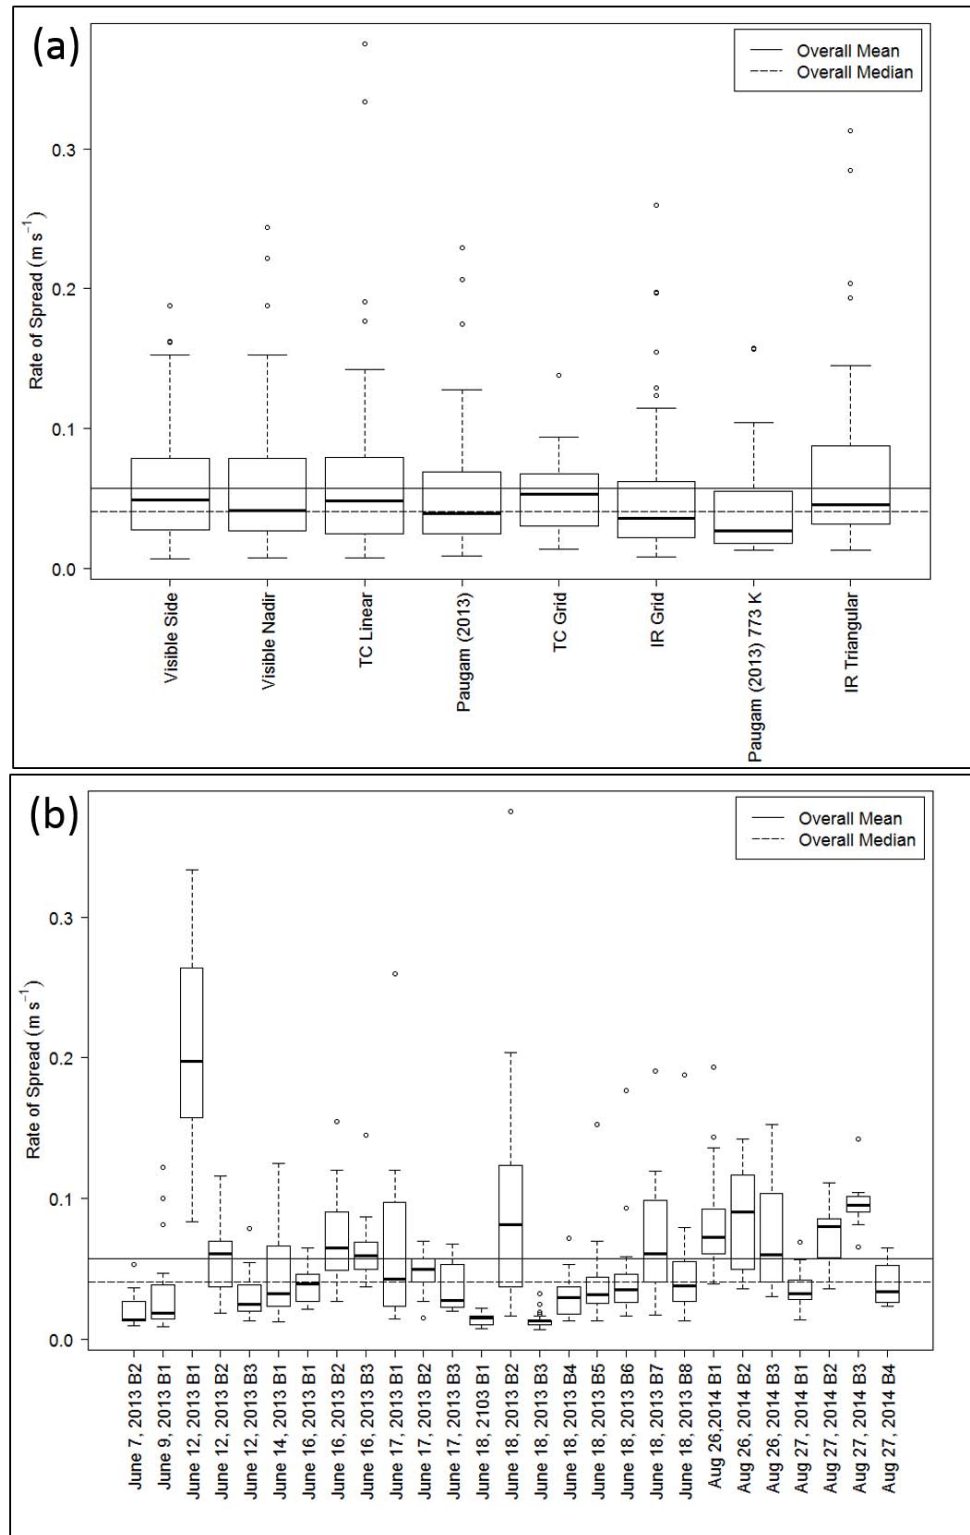 (a)
Overall Mean
Overall Median
Rate of Spread (m s⁻¹)
0.3
0.2
0.1
0.0
Visible Side
Visible Nadir
TC Linear
Paugam (2013)
TC Grid
IR Grid
Paugam (2013) 773 K
IR Triangular
(b)
Overall Mean
Overall Median
Rate of Spread (m s⁻¹)
0.3
0.2
0.1
0.0
June 7, 2013 B2
June 9, 2013 B1
June 12, 2013 B1
June 12, 2013 B2
June 12, 2013 B3
June 14, 2013 B1
June 16, 2013 B1
June 16, 2013 B2
June 16, 2013 B3
June 17, 2013 B1
June 17, 2013 B2
June 17, 2013 B3
June 18, 2103 B1
June 18, 2013 B2
June 18, 2013 B3
June 18, 2013 B4
June 18, 2013 B5
June 18, 2013 B6
June 18, 2013 B7
June 18, 2013 B8
Aug 26,2014 B1
Aug 26, 2014 B2
Aug 26, 2014 B3
Aug 27, 2014 B1
Aug 27, 2014 B2
Aug 27, 2014 B3
Aug 27, 2014 B4